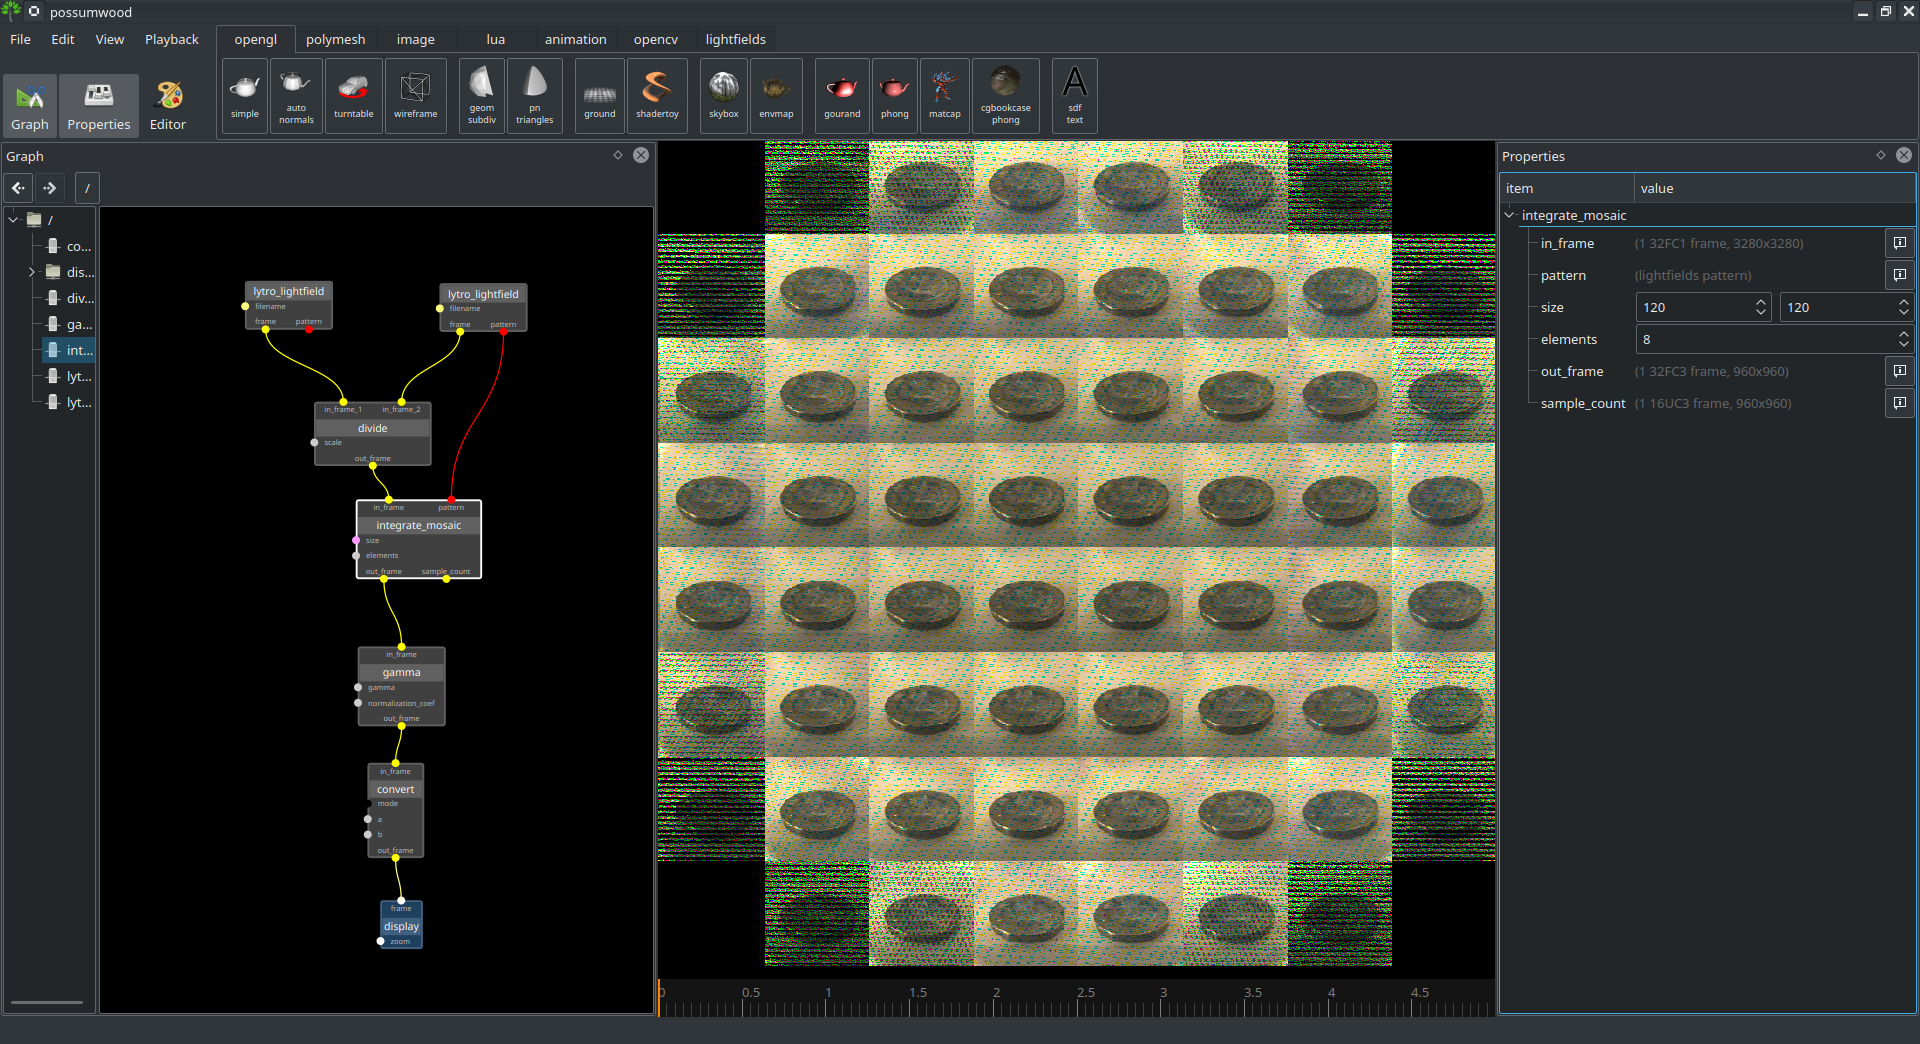 possumwood
File Edit View Playback
opengl polymesh image lua animation opencv lightfields
Graph Properties Editor
simple auto normals turntable wireframe geom subdiv pn triangles ground shadertoy skybox envmap gourand phong matcap cgbookcase phong sdf text
Graph
/
/
co...
dis...
div...
ga...
int...
lyt...
lyt...
lytro_lightfield
filename
frame pattern
lytro_lightfield
filename
frame pattern
in_frame_1 in_frame_2
divide
scale
out_frame
in_frame pattern
integrate_mosaic
size
elements
out_frame sample_count
in_frame
gamma
gamma
normalization_coef
out_frame
in_frame
convert
mode
a
b
out_frame
frame
display
zoom
0 0.5 1 1.5 2 2.5 3 3.5 4 4.5
Properties
item value
integrate_mosaic
in_frame (1 32FC1 frame, 3280x3280)
pattern (lightfields pattern)
size 120 120
elements 8
out_frame (1 32FC3 frame, 960x960)
sample_count (1 16UC3 frame, 960x960)